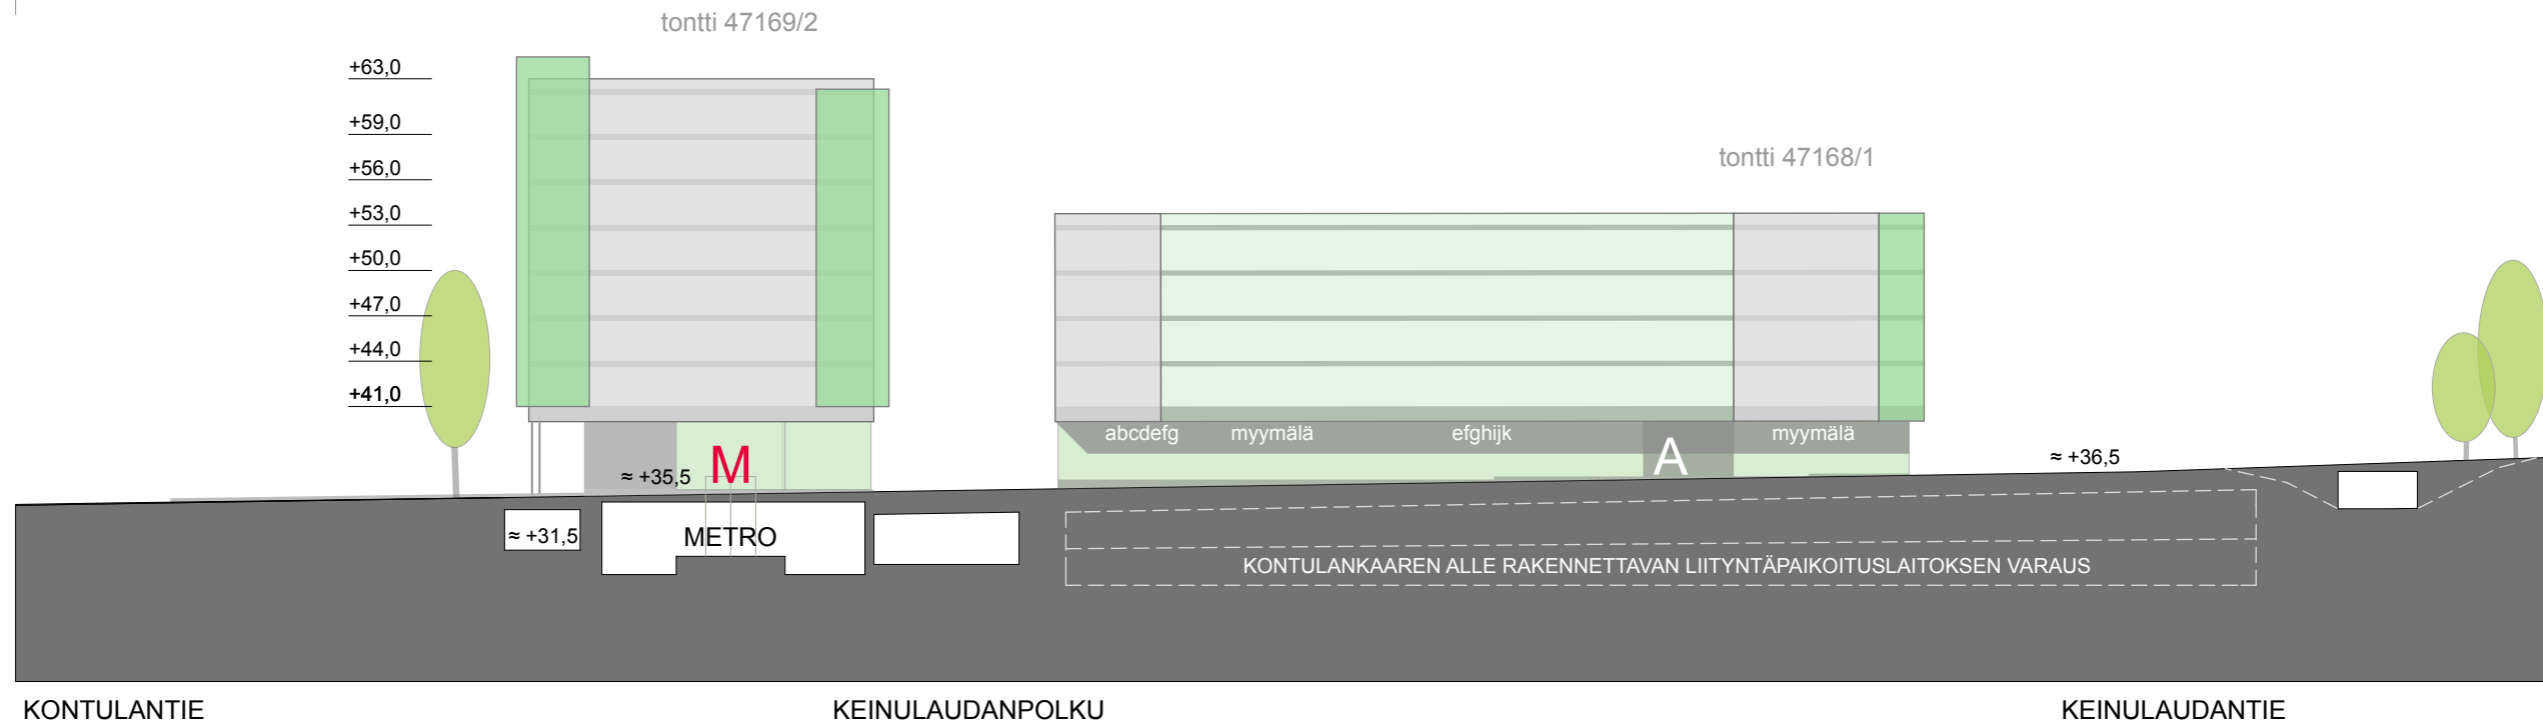 tontti 47169/2
+63,0
+59,0
+56,0
tontti 47168/1
+53,0
+50,0
+47,0
+44,0
+41,0
abcdefg myymälä efghijk A myymälä
≈ +35,5 M
≈ +36,5
≈ +31,5 METRO
KONTULANKAAREN ALLE RAKENNETTAVAN LIITYNTÄPAIKOITUSLAITOKSEN VARAUS
KONTULANTIE KEINULAUDANPOLKU KEINULAUDANTIE